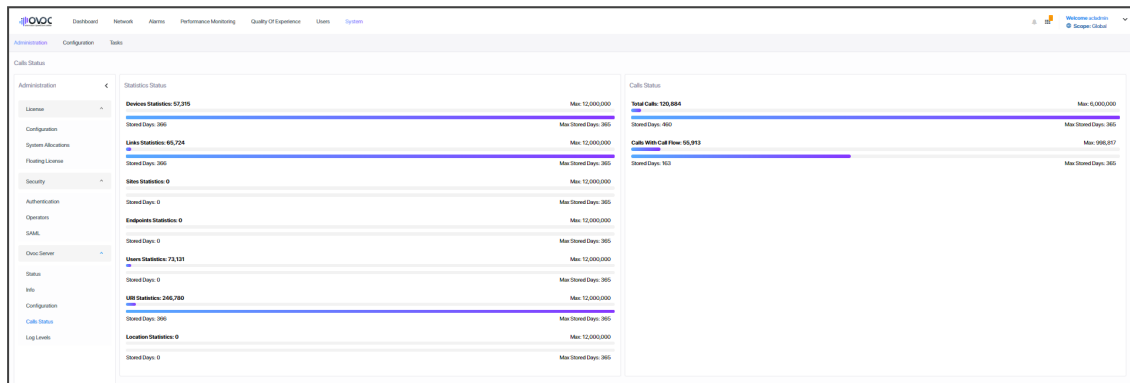 OVOC
Dashboard Network Alarms Performance Monitoring Quality Of Experience Users System
Welcome acladmin
Scope: Global
Administration Configuration Tasks
Calls Status
Administration
License
Configuration
System Allocations
Floating License
Security
Authentication
Operators
SAML
Ovoc Server
Status
Info
Configuration
Calls Status
Log Levels
Statistics Status
Devices Statistics: 57,315 Max: 12,000,000
Stored Days: 366 Max Stored Days: 365
Links Statistics: 65,724 Max: 12,000,000
Stored Days: 366 Max Stored Days: 365
Sites Statistics: 0 Max: 12,000,000
Stored Days: 0 Max Stored Days: 365
Endpoints Statistics: 0 Max: 12,000,000
Stored Days: 0 Max Stored Days: 365
Users Statistics: 73,131 Max: 12,000,000
Stored Days: 0 Max Stored Days: 365
URI Statistics: 246,780 Max: 12,000,000
Stored Days: 366 Max Stored Days: 365
Location Statistics: 0 Max: 12,000,000
Stored Days: 0 Max Stored Days: 365
Calls Status
Total Calls: 120,884 Max: 6,000,000
Stored Days: 460 Max Stored Days: 365
Calls With Call Flow: 55,913 Max: 998,817
Stored Days: 163 Max Stored Days: 365